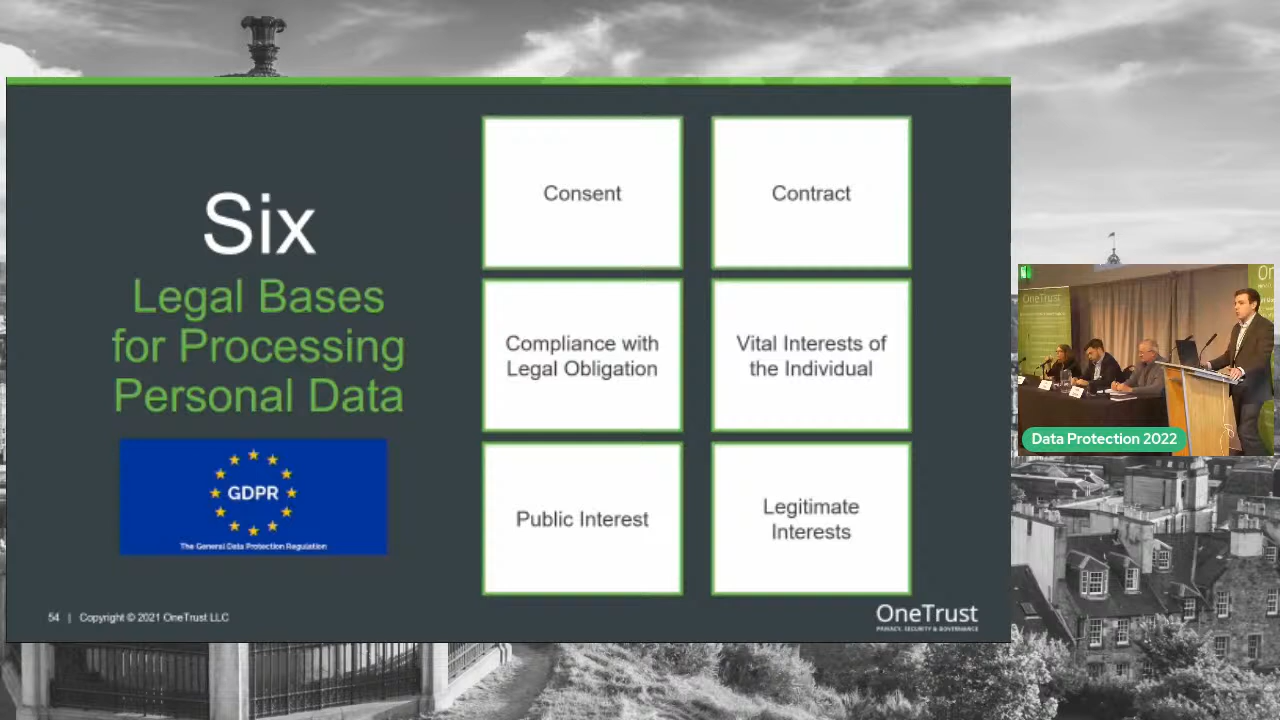 Six
Legal Bases
for Processing
Personal Data
GDPR
The General Data Protection Regulation
Consent
Contract
Compliance with
Legal Obligation
Vital Interests of
the Individual
Public Interest
Legitimate
Interests
54 | Copyright © 2021 OneTrust LLC
OneTrust
PRIVACY, SECURITY & GOVERNANCE
OneTrust
Data Protection 2022